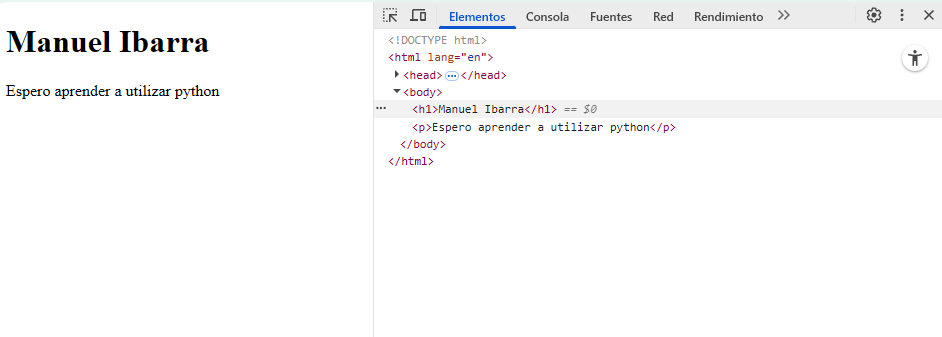 Manuel Ibarra
Espero aprender a utilizar python
Elementos Consola Fuentes Red Rendimiento
<!DOCTYPE html>
<html lang="en">
<head>…</head>
<body>
<h1>Manuel Ibarra</h1> == $0
<p>Espero aprender a utilizar python</p>
</body>
</html>